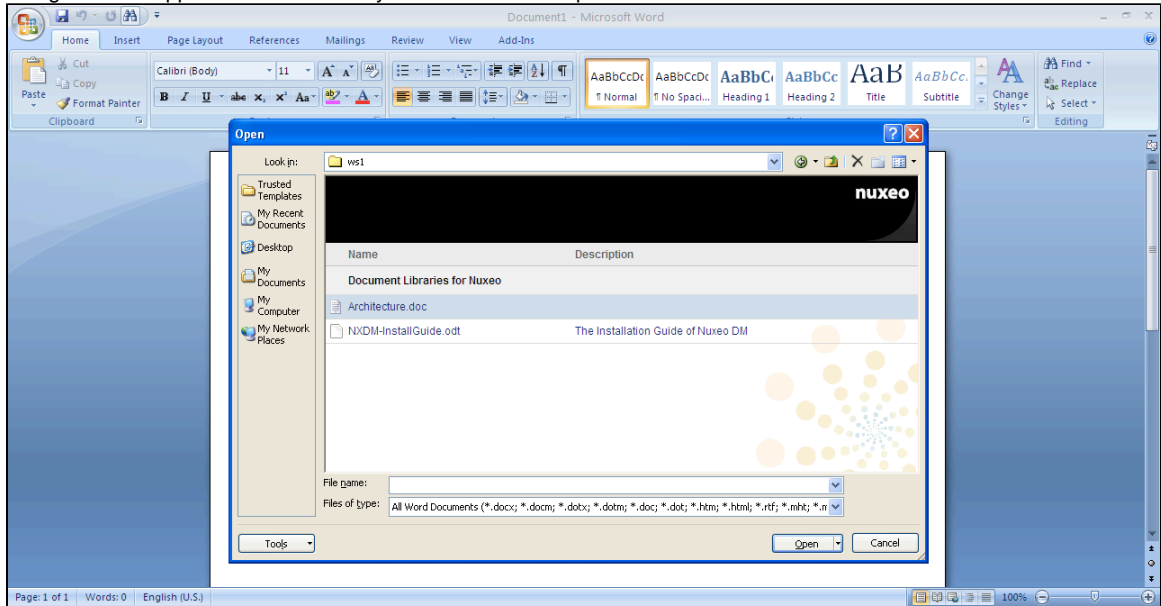 Document1 - Microsoft Word
Home Insert Page Layout References Mailings Review View Add-Ins
Paste
Cut
Copy
Format Painter
Clipboard
Calibri (Body) 11
AaBbCcDc AaBbCcDc AaBbC AaBbCc AaB AaBbCc.
¶ Normal ¶ No Spaci... Heading 1 Heading 2 Title Subtitle
Change
Styles
Find
Replace
Select
Editing
Open
Look in: ws1
Trusted
Templates
My Recent
Documents
Desktop
My
Documents
My
Computer
My Network
Places
nuxeo
Name Description
Document Libraries for Nuxeo
Architecture.doc
NXDM-InstallGuide.odt The Installation Guide of Nuxeo DM
File name:
Files of type: All Word Documents (*.docx; *.docm; *.dotx; *.dotm; *.doc; *.dot; *.htm; *.html; *.rtf; *.mht; *.m
Tools Open Cancel
Page: 1 of 1 Words: 0 English (U.S.) 100%